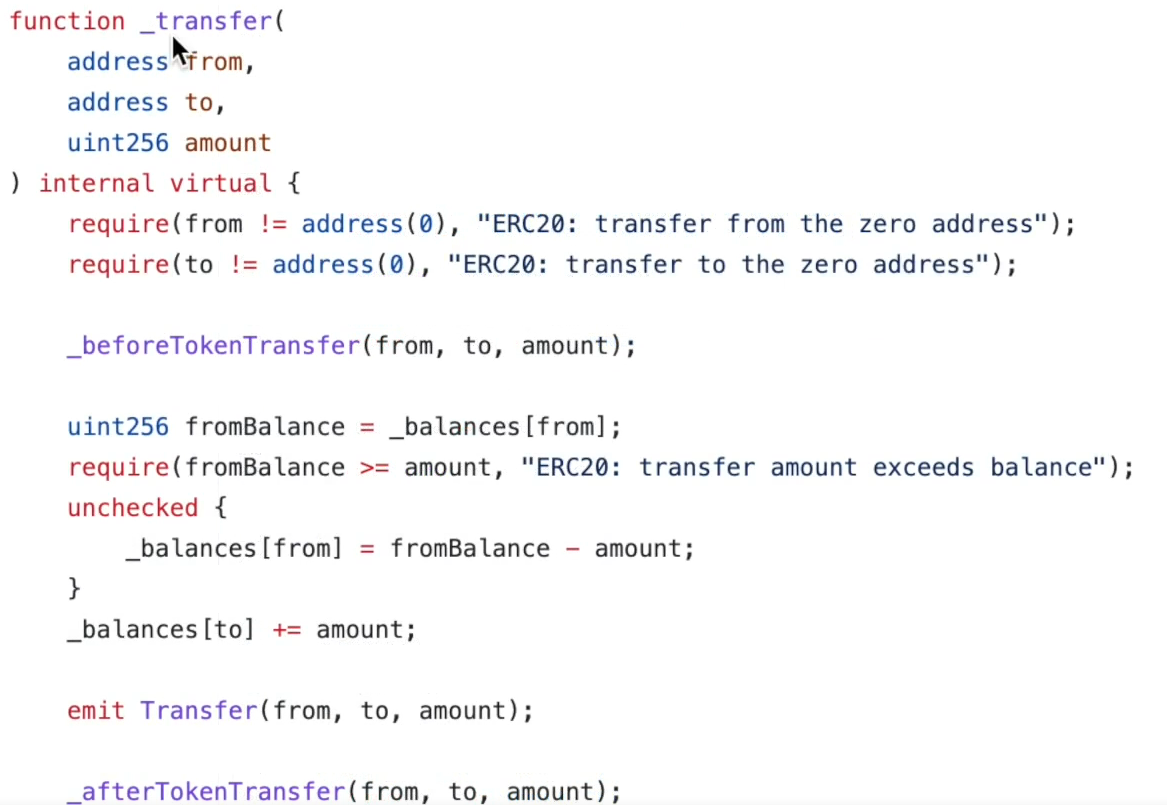 function _transfer(
    address from,
    address to,
    uint256 amount
) internal virtual {
    require(from != address(0), "ERC20: transfer from the zero address");
    require(to != address(0), "ERC20: transfer to the zero address");

    _beforeTokenTransfer(from, to, amount);

    uint256 fromBalance = _balances[from];
    require(fromBalance >= amount, "ERC20: transfer amount exceeds balance");
    unchecked {
        _balances[from] = fromBalance - amount;
    }
    _balances[to] += amount;

    emit Transfer(from, to, amount);

    _afterTokenTransfer(from, to, amount);